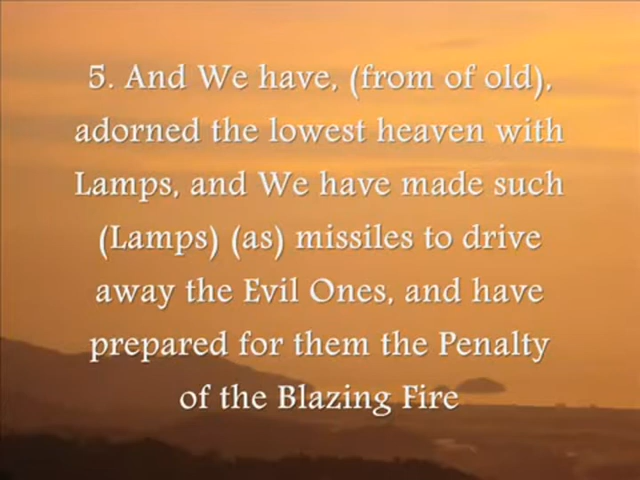 5. And We have, (from of old),
adorned the lowest heaven with
Lamps, and We have made such
(Lamps) (as) missiles to drive
away the Evil Ones, and have
prepared for them the Penalty
of the Blazing Fire